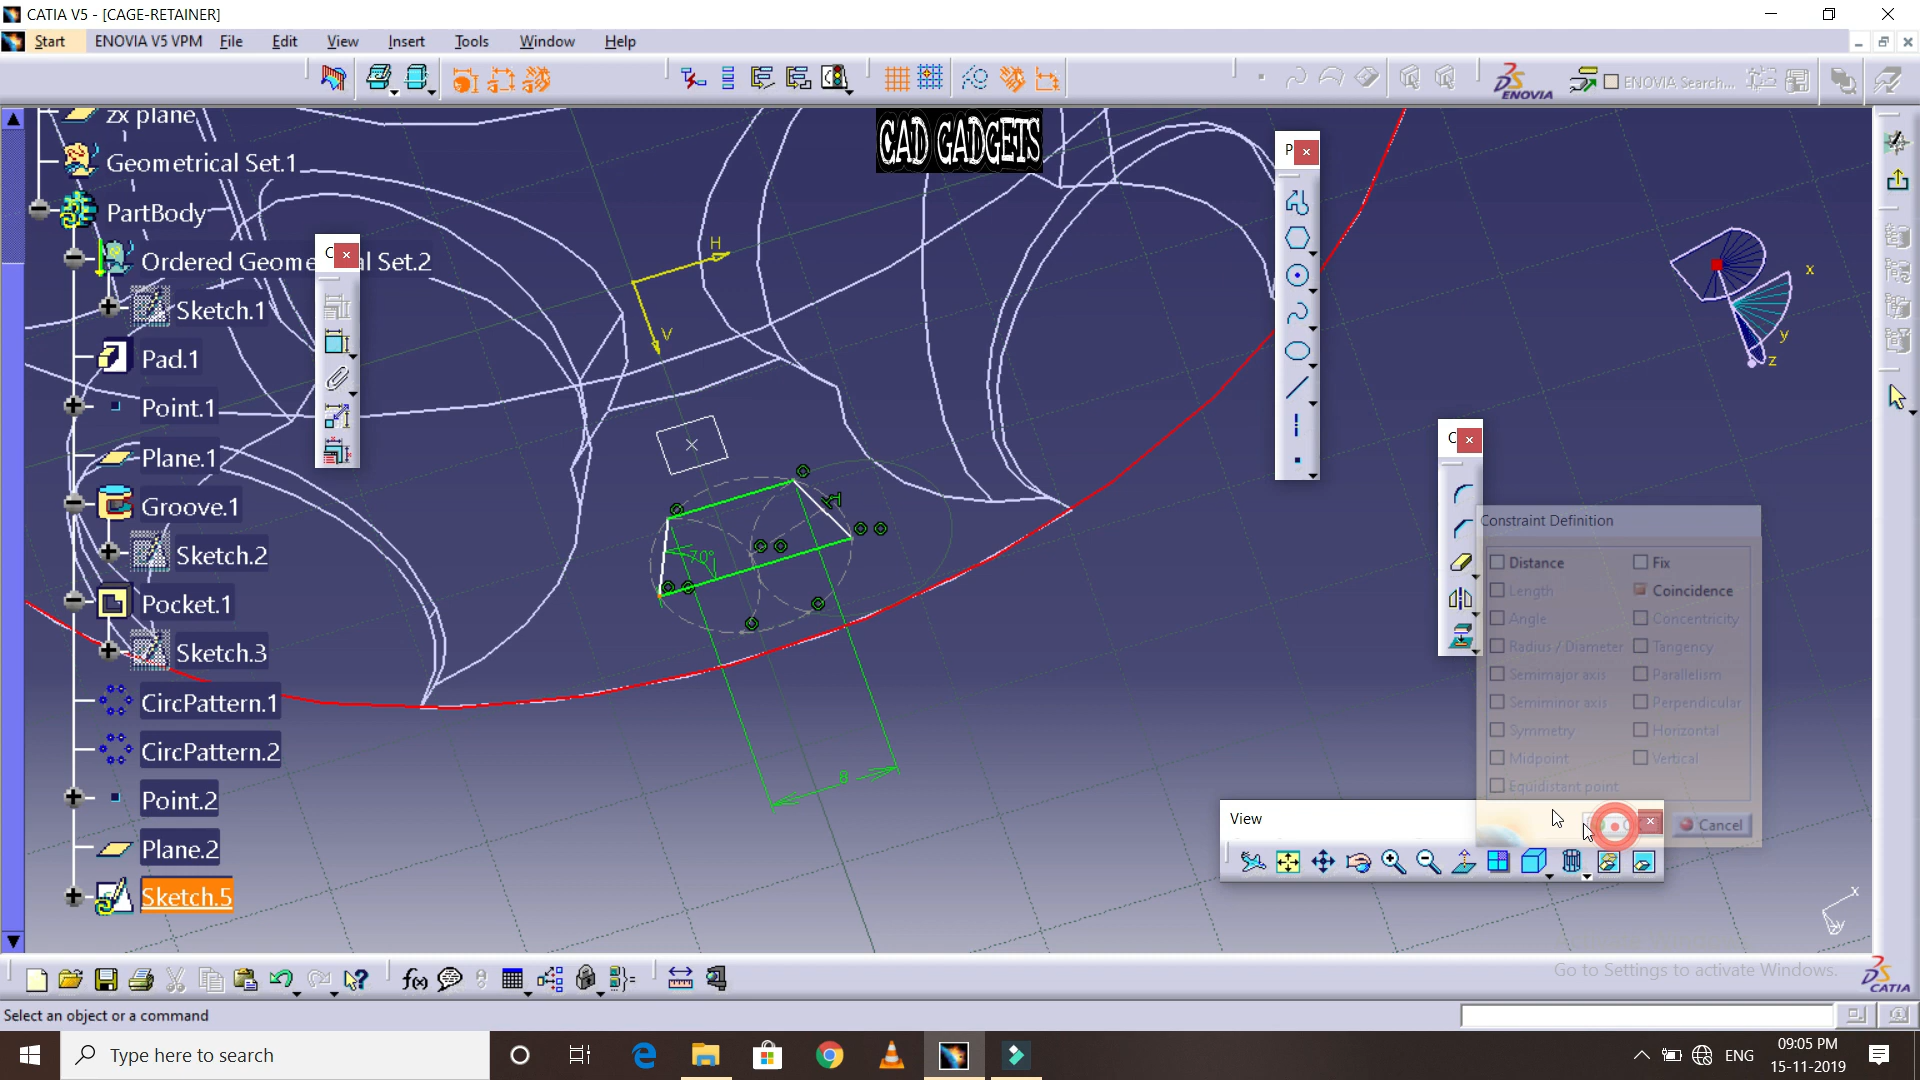 CATIA V5 - [CAGE-RETAINER]
Start ENOVIA V5 VPM File Edit View Insert Tools Window Help
ENOVIA
ENOVIA Search...
CAD GADGETS
zx plane
Geometrical Set.1
PartBody
Ordered Geome al Set.2
Sketch.1
Pad.1
Point.1
Plane.1
Groove.1
Sketch.2
Pocket.1
Sketch.3
CircPattern.1
CircPattern.2
Point.2
Plane.2
Sketch.5
C
P
C
H
V
70°
8
x
y
z
Constraint Definition
Distance Fix
Length Coincidence
Angle Concentricity
Radius / Diameter Tangency
Semimajor axis Parallelism
Semiminor axis Perpendicular
Symmetry Horizontal
Midpoint Vertical
Equidistant point
Cancel
View
x
y
Go to Settings to activate Windows.
CATIA
Select an object or a command
Type here to search
ENG
09:05 PM
15-11-2019